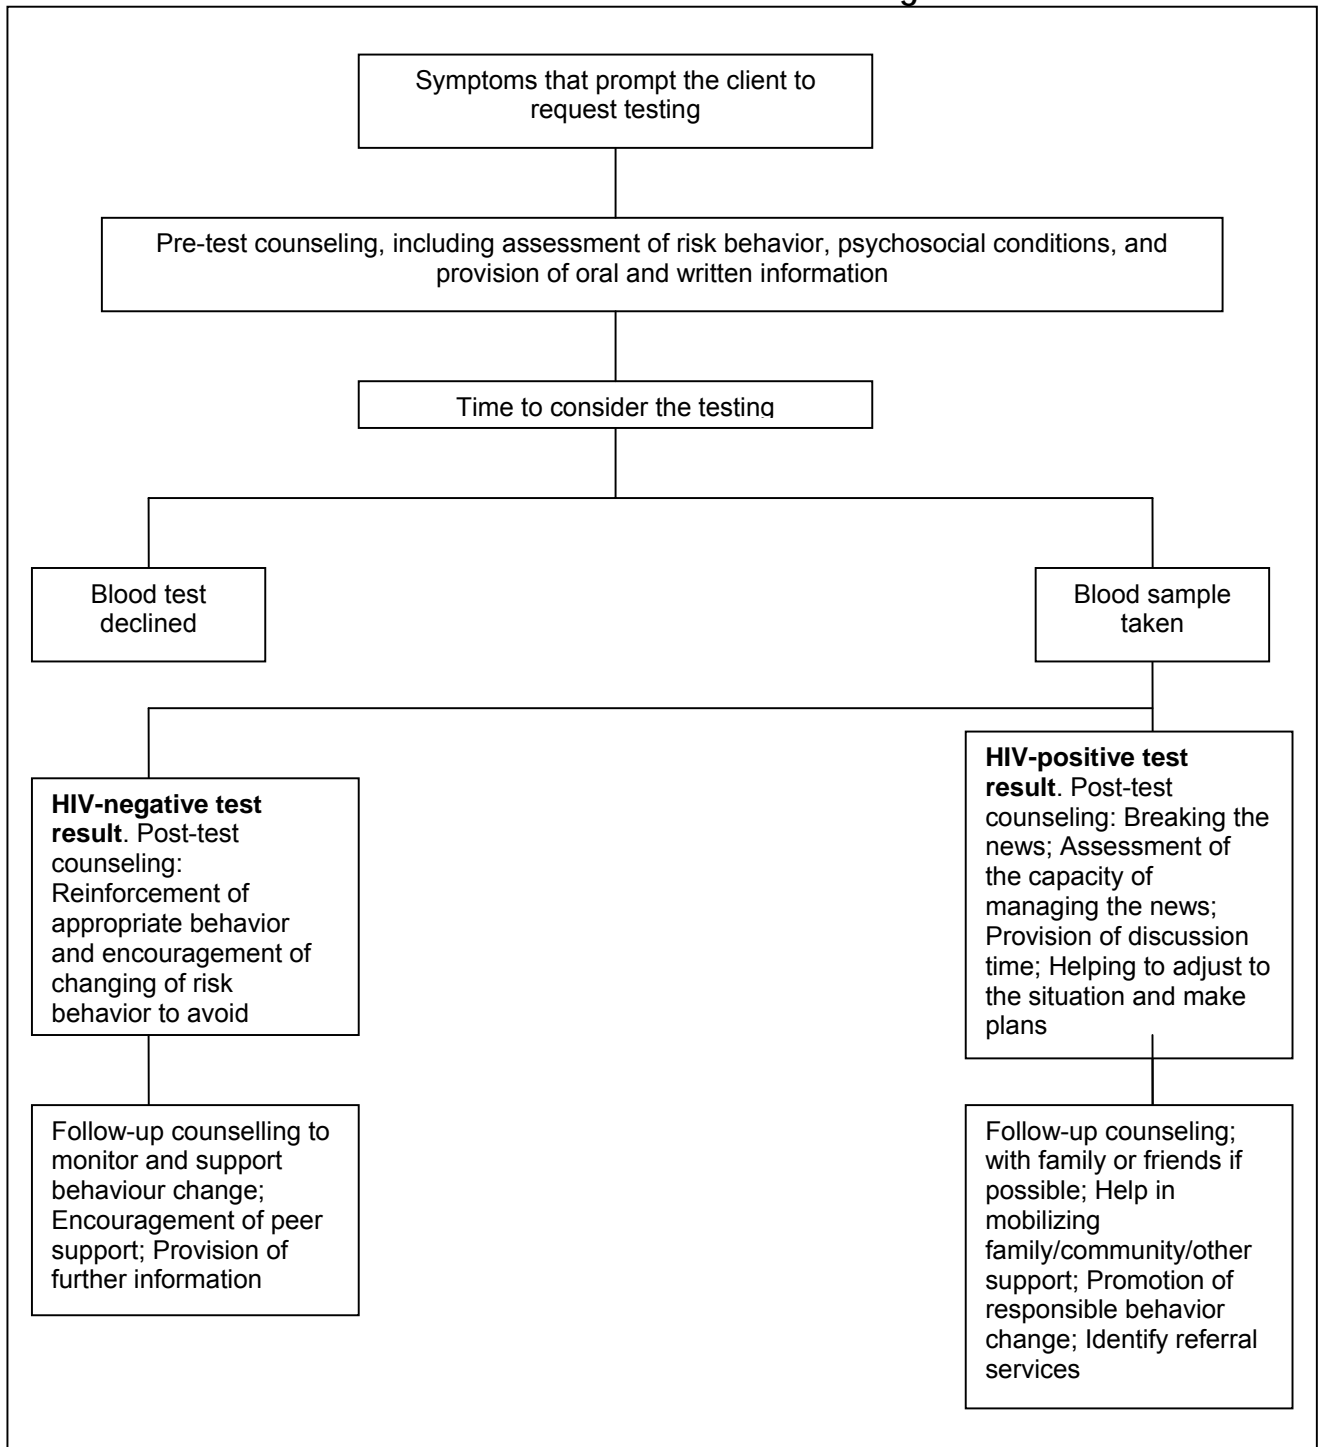 Symptoms that prompt the client to
request testing
Pre-test counseling, including assessment of risk behavior, psychosocial conditions, and
provision of oral and written information
Time to consider the testing
Blood test
declined
Blood sample
taken
HIV-negative test
result. Post-test
counseling:
Reinforcement of
appropriate behavior
and encouragement of
changing of risk
behavior to avoid
HIV-positive test
result. Post-test
counseling: Breaking the
news; Assessment of
the capacity of
managing the news;
Provision of discussion
time; Helping to adjust to
the situation and make
plans
Follow-up counselling to
monitor and support
behaviour change;
Encouragement of peer
support; Provision of
further information
Follow-up counseling;
with family or friends if
possible; Help in
mobilizing
family/community/other
support; Promotion of
responsible behavior
change; Identify referral
services